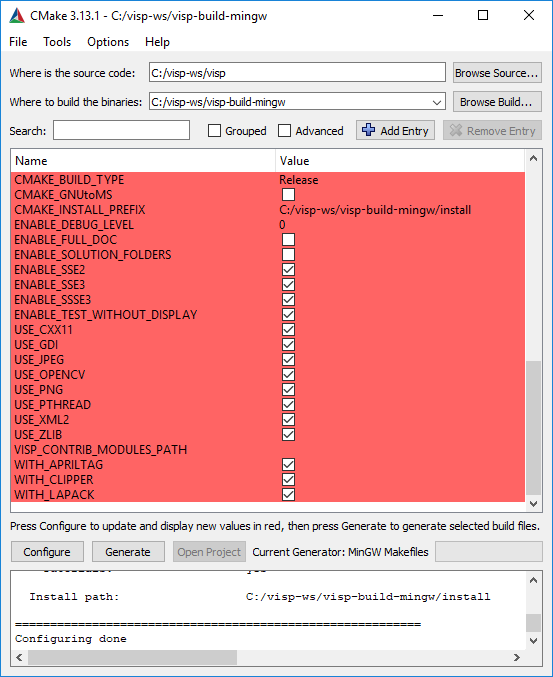 CMake 3.13.1 - C:/visp-ws/visp-build-mingw
File Tools Options Help
Where is the source code: C:/visp-ws/visp Browse Source...
Where to build the binaries: C:/visp-ws/visp-build-mingw Browse Build...
Search: Grouped Advanced Add Entry Remove Entry
Name Value
CMAKE_BUILD_TYPE Release
CMAKE_GNUtoMS
CMAKE_INSTALL_PREFIX C:/visp-ws/visp-build-mingw/install
ENABLE_DEBUG_LEVEL 0
ENABLE_FULL_DOC
ENABLE_SOLUTION_FOLDERS
ENABLE_SSE2
ENABLE_SSE3
ENABLE_SSSE3
ENABLE_TEST_WITHOUT_DISPLAY
USE_CXX11
USE_GDI
USE_JPEG
USE_OPENCV
USE_PNG
USE_PTHREAD
USE_XML2
USE_ZLIB
VISP_CONTRIB_MODULES_PATH
WITH_APRILTAG
WITH_CLIPPER
WITH_LAPACK
Press Configure to update and display new values in red, then press Generate to generate selected build files.
Configure Generate Open Project Current Generator: MinGW Makefiles
Install path: C:/visp-ws/visp-build-mingw/install
==========================================================
Configuring done